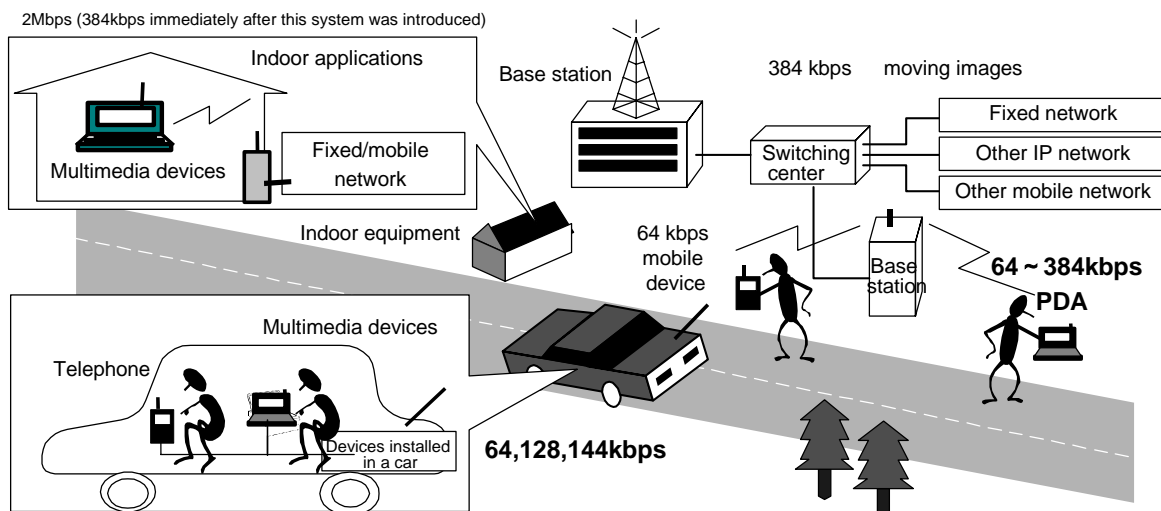 2Mbps (384kbps immediately after this system was introduced)
Indoor applications
Multimedia devices
Fixed/mobile
network
Base station
384 kbps moving images
Switching
center
Fixed network
Other IP network
Other mobile network
Indoor equipment
64 kbps
mobile
device
Base
station
64 ~ 384kbps
PDA
Multimedia devices
Telephone
Devices installed
in a car
64,128,144kbps